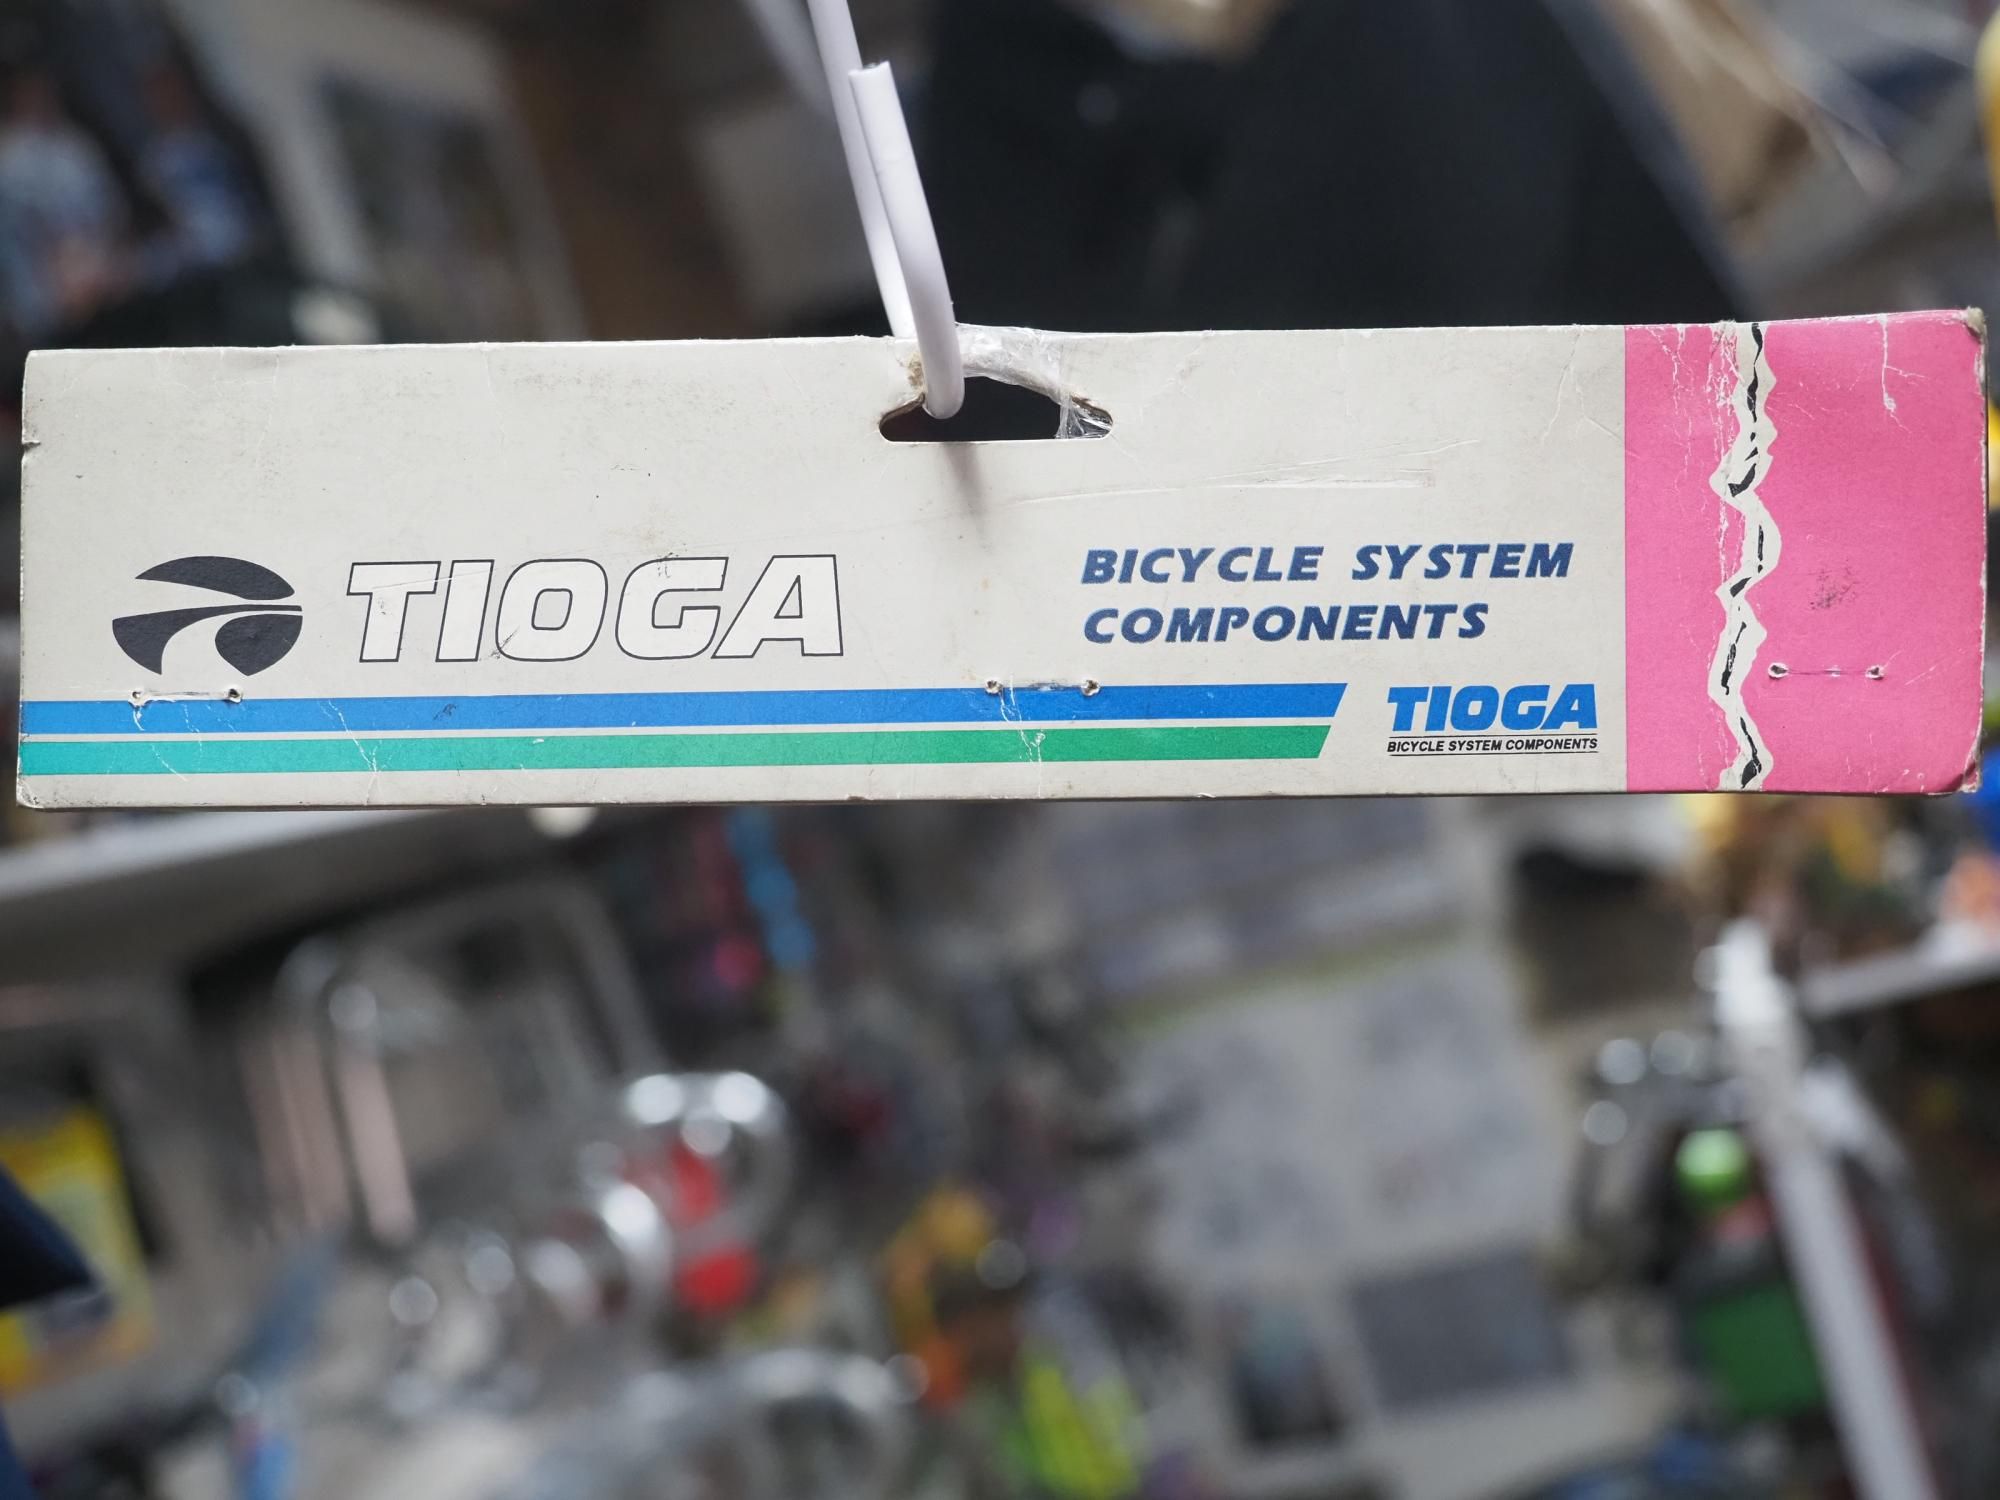 TIOGA
BICYCLE SYSTEM
COMPONENTS
TIOGA
BICYCLE SYSTEM COMPONENTS